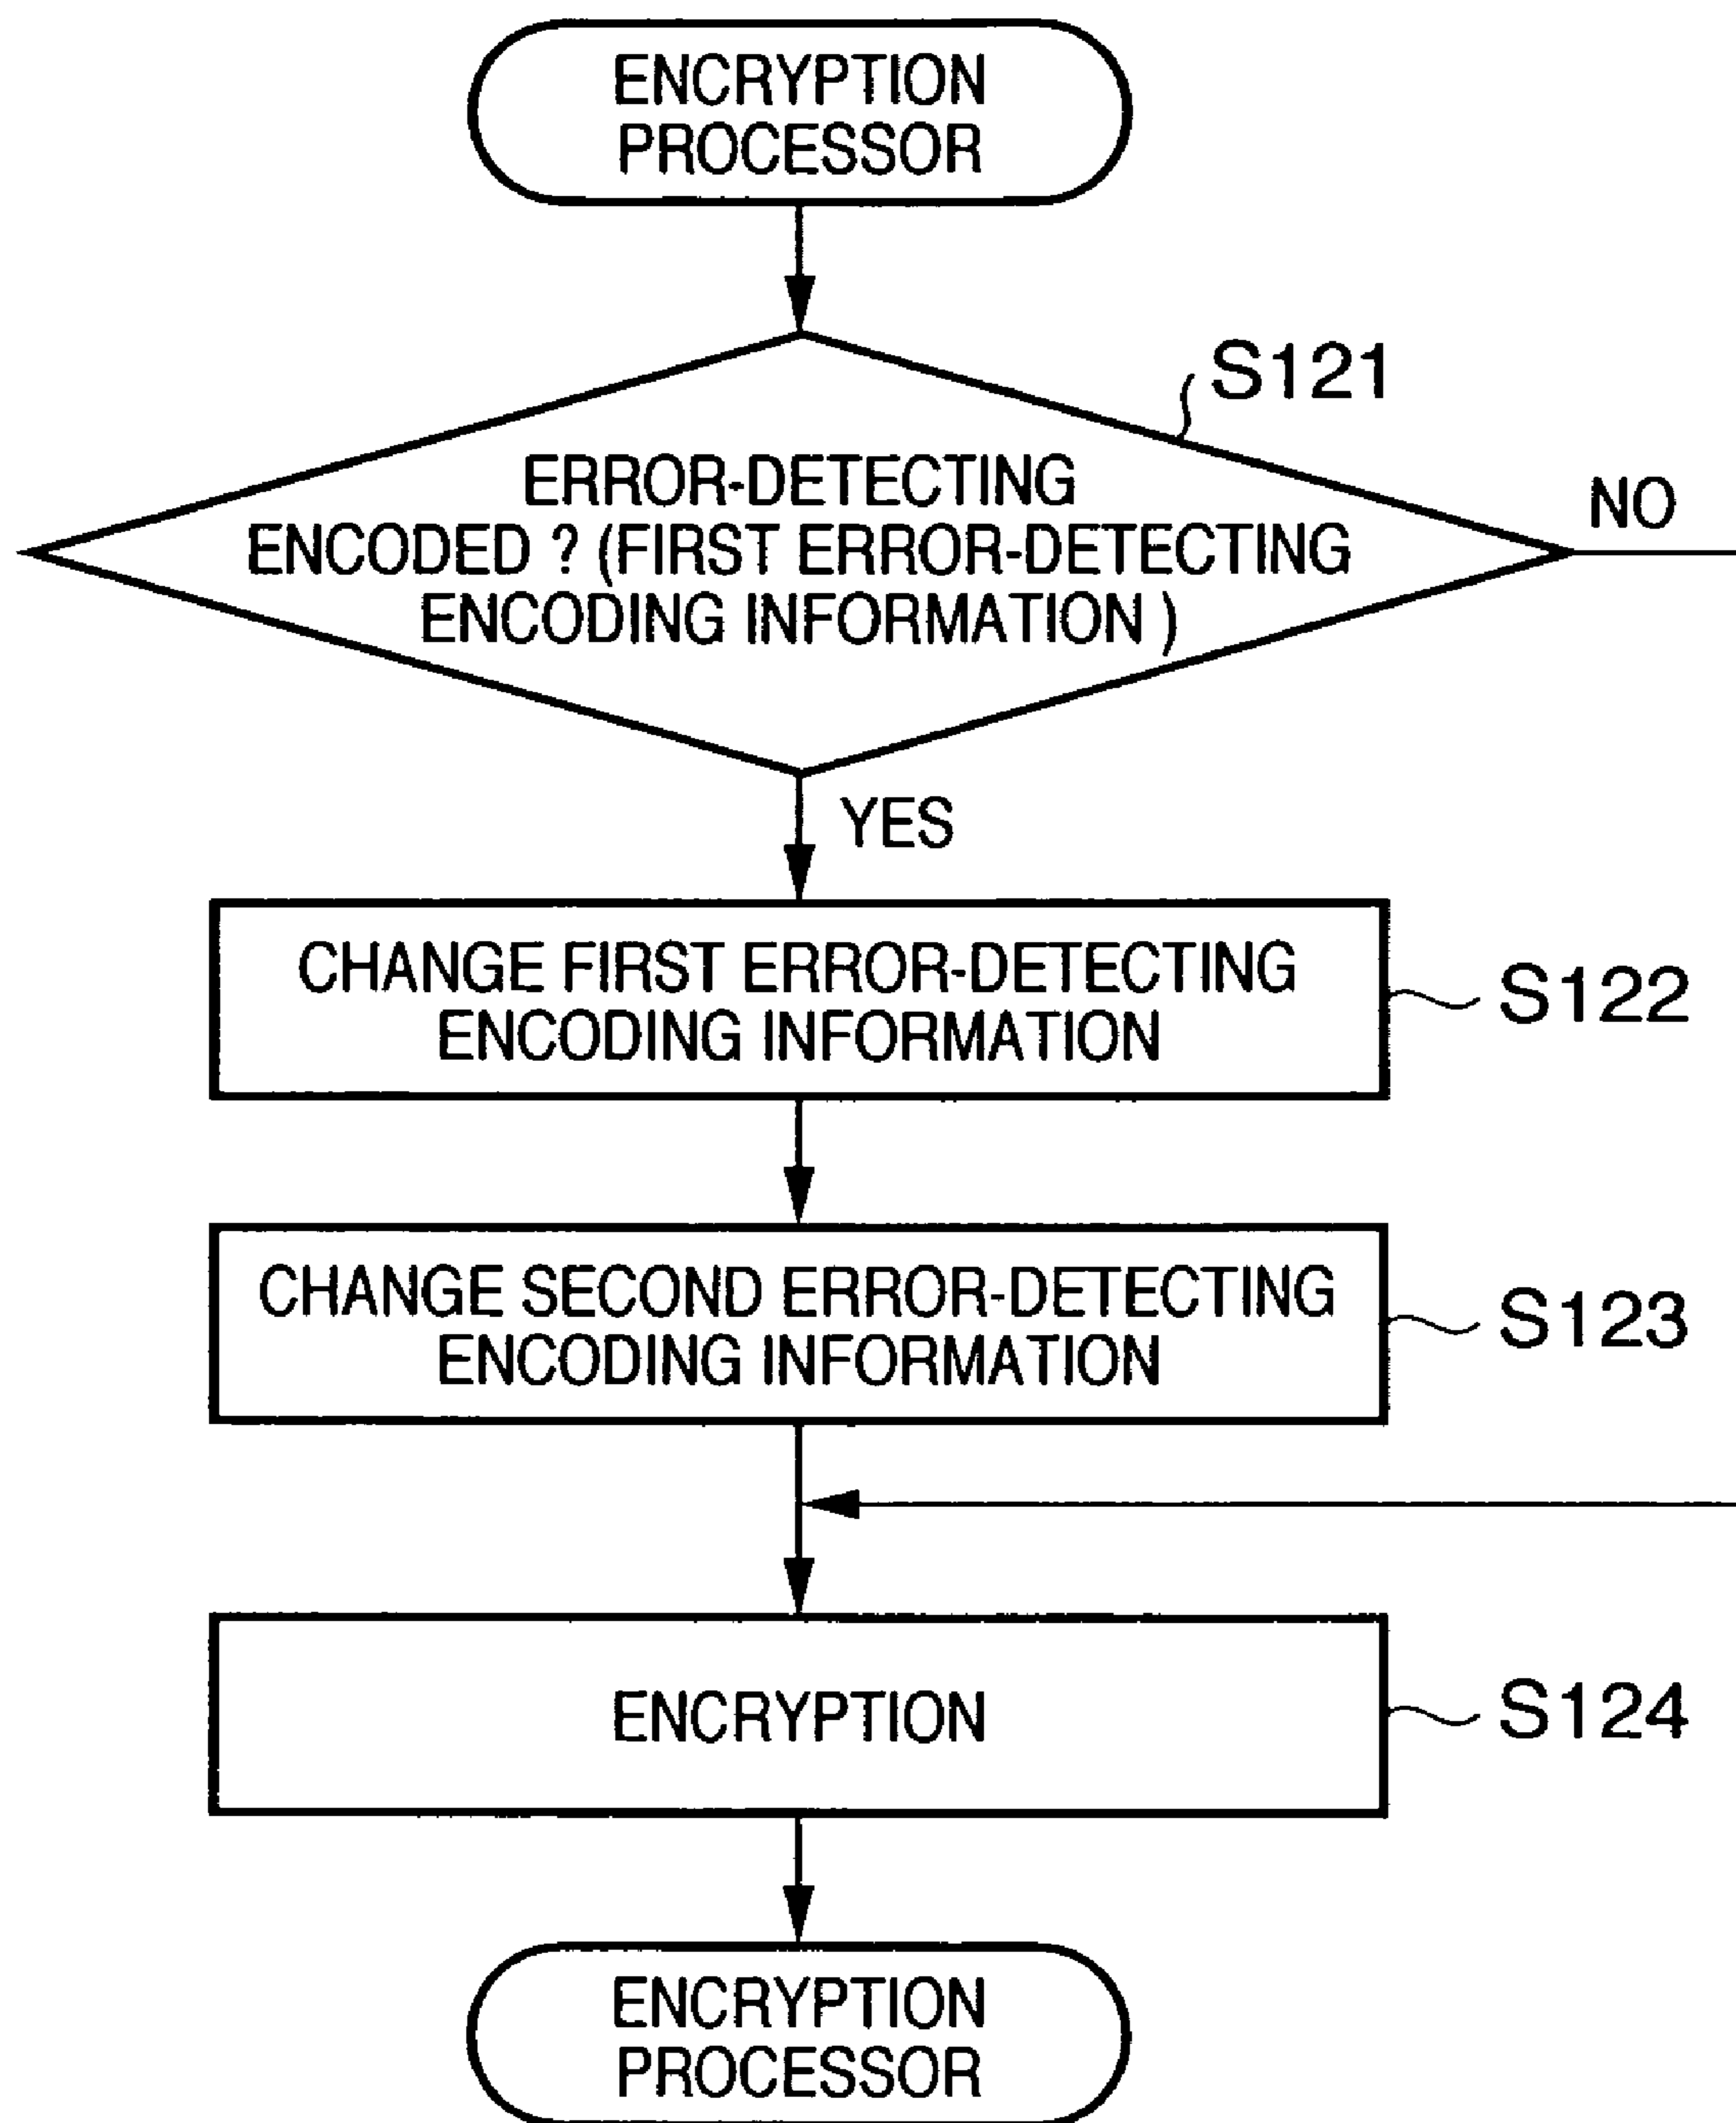 ENCRYPTION
PROCESSOR
S121
ERROR-DETECTING
ENCODED ? (FIRST ERROR-DETECTING
ENCODING INFORMATION )
NO
YES
CHANGE FIRST ERROR-DETECTING
ENCODING INFORMATION
S122
CHANGE SECOND ERROR-DETECTING
ENCODING INFORMATION
S123
ENCRYPTION
S124
ENCRYPTION
PROCESSOR